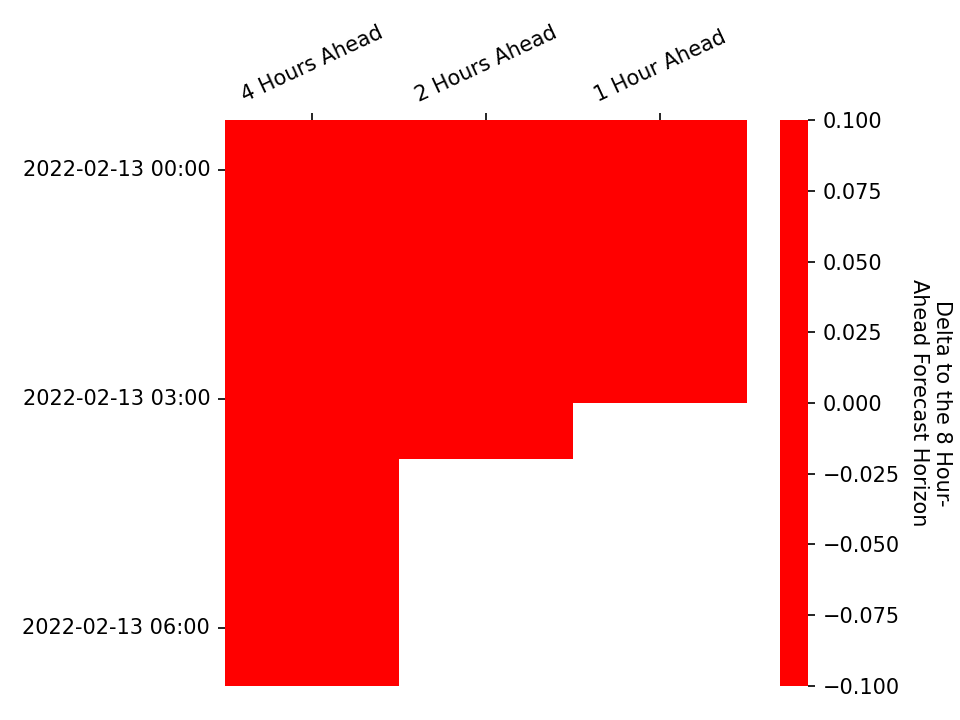 4 Hours Ahead
2 Hours Ahead
1 Hour Ahead
2022-02-13 00:00
2022-02-13 03:00
2022-02-13 06:00
0.100
0.075
0.050
0.025
0.000
−0.025
−0.050
−0.075
−0.100
Delta to the 8 Hour-
Ahead Forecast Horizon